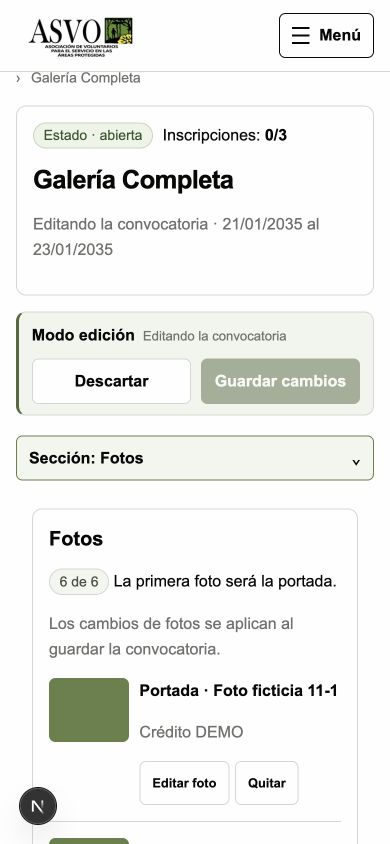 ASVO
ASOCIACIÓN DE VOLUNTARIOS
PARA EL SERVICIO EN LAS
ÁREAS PROTEGIDAS
Menú
› Galería Completa
Estado · abierta Inscripciones: 0/3
Galería Completa
Editando la convocatoria · 21/01/2035 al
23/01/2035
Modo edición Editando la convocatoria
Descartar Guardar cambios
Sección: Fotos
Fotos
6 de 6 La primera foto será la portada.
Los cambios de fotos se aplican al
guardar la convocatoria.
Portada · Foto ficticia 11-1
Crédito DEMO
Editar foto Quitar
N